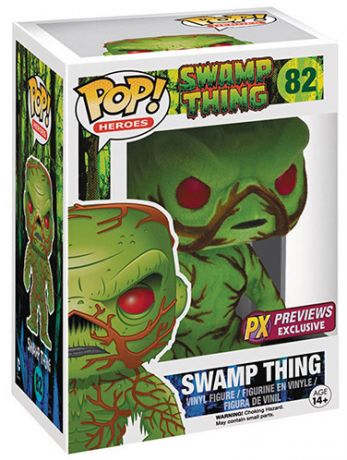 POP!
HEROES
SWAMP
THING
82
PX PREVIEWS
EXCLUSIVE
SWAMP THING
VINYL FIGURE / FIGURINE EN VINYLE /
FIGURA DE VINIL
WARNING: Choking Hazard.
May contain small parts.
AGE
14+
POP!
HEROES
SWAMP THING
82